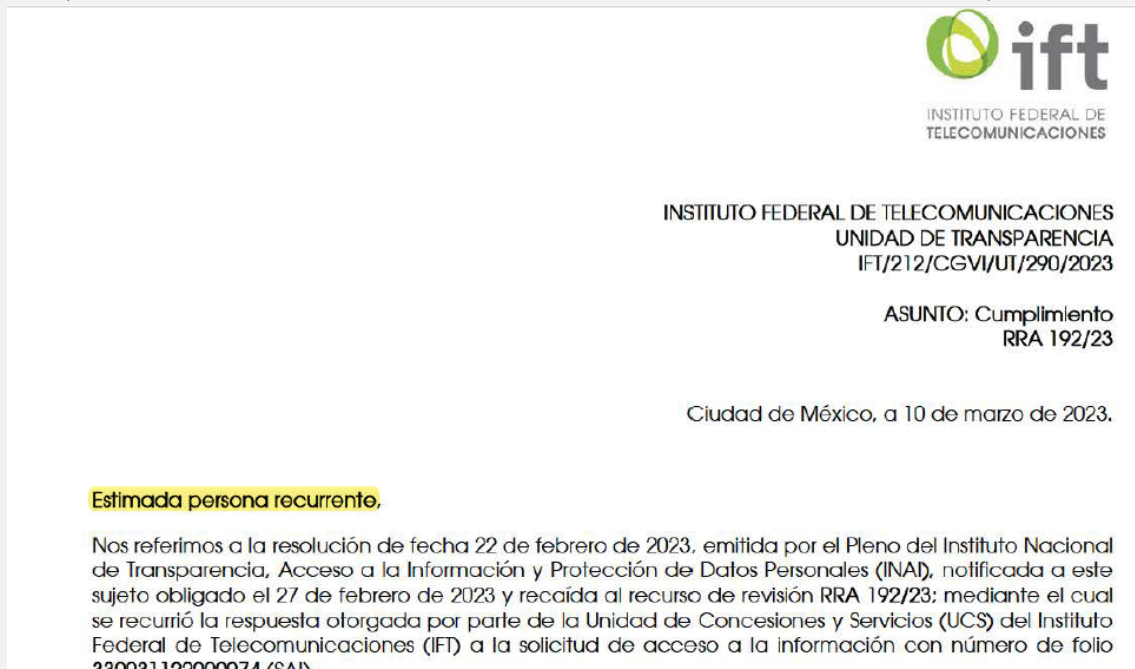 ift
INSTITUTO FEDERAL DE
TELECOMUNICACIONES
INSTITUTO FEDERAL DE TELECOMUNICACIONES
UNIDAD DE TRANSPARENCIA
IFT/212/CGVI/UT/290/2023
ASUNTO: Cumplimiento
RRA 192/23
Ciudad de México, a 10 de marzo de 2023.
Estimada persona recurrente,
Nos referimos a la resolución de fecha 22 de febrero de 2023, emitida por el Pleno del Instituto Nacional
de Transparencia, Acceso a la Información y Protección de Datos Personales (INAI), notificada a este
sujeto obligado el 27 de febrero de 2023 y recaída al recurso de revisión RRA 192/23; mediante el cual
se recurrió la respuesta otorgada por parte de la Unidad de Concesiones y Servicios (UCS) del Instituto
Federal de Telecomunicaciones (IFT) a la solicitud de acceso a la información con número de folio